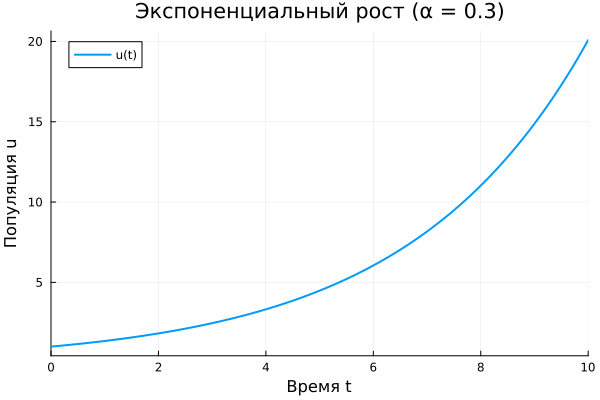 Экспоненциальный рост (α = 0.3)
u(t)
Популяция u
20
15
10
5
0 2 4 6 8 10
Время t